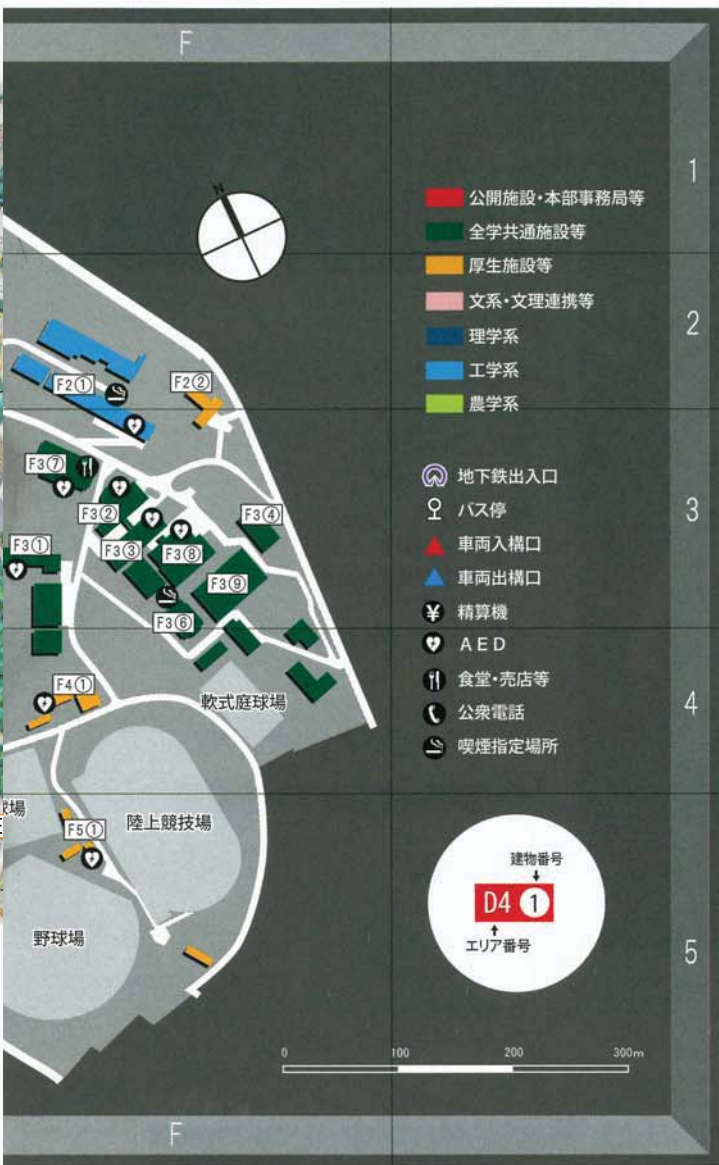 F
N
1
公開施設・本部事務局等
全学共通施設等
厚生施設等
文系・文理連携等
2
理学系
工学系
農学系
F2①
F2②
F3⑦
F3②
F3④
F3①
F3③
F3⑧
F3⑨
F3⑥
地下鉄出入口
バス停
3
車両入構口
車両出構口
¥ 精算機
AED
食堂・売店等
公衆電話
喫煙指定場所
4
F4①
軟式庭球場
球場
F5①
陸上競技場
野球場
建物番号
D4 1
エリア番号
5
0 100 200 300m
F